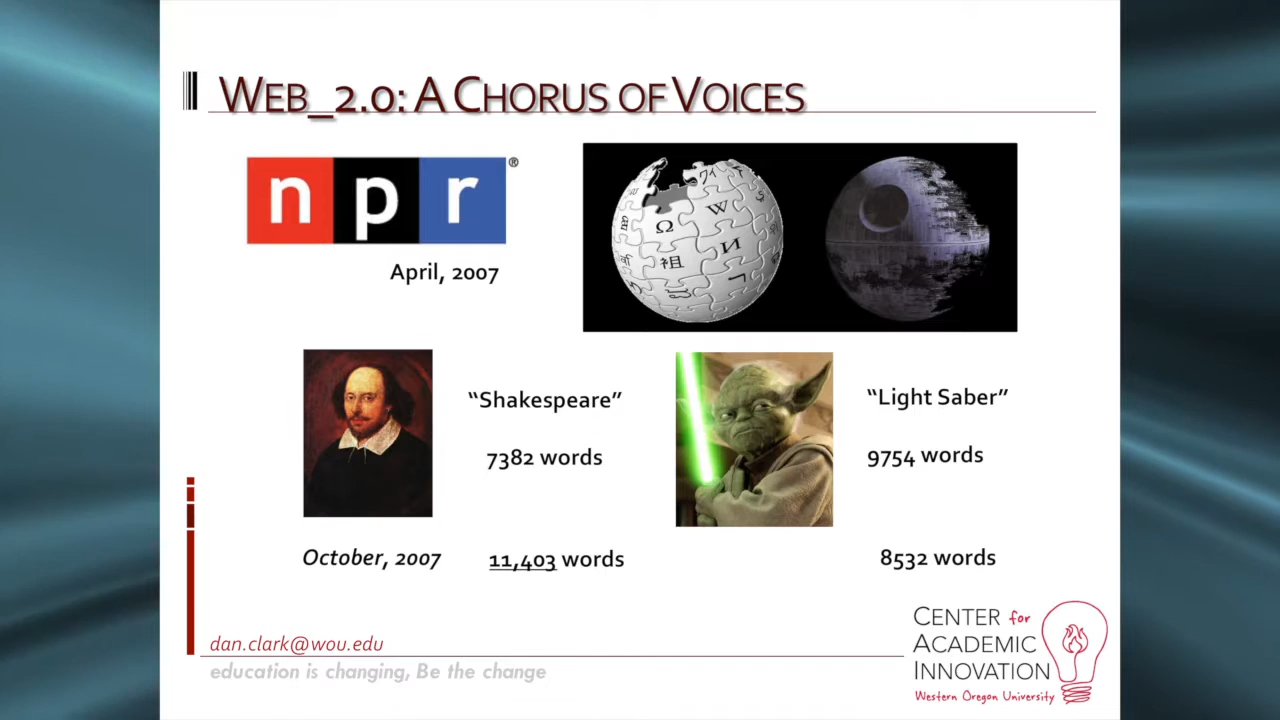 WEB_2.0: A CHORUS OF VOICES
npr®
April, 2007
Ω W И 祖
"Shakespeare"
7382 words
"Light Saber"
9754 words
October, 2007
11,403 words
8532 words
dan.clark@wou.edu
education is changing, Be the change
CENTER for
ACADEMIC
INNOVATION
Western Oregon University